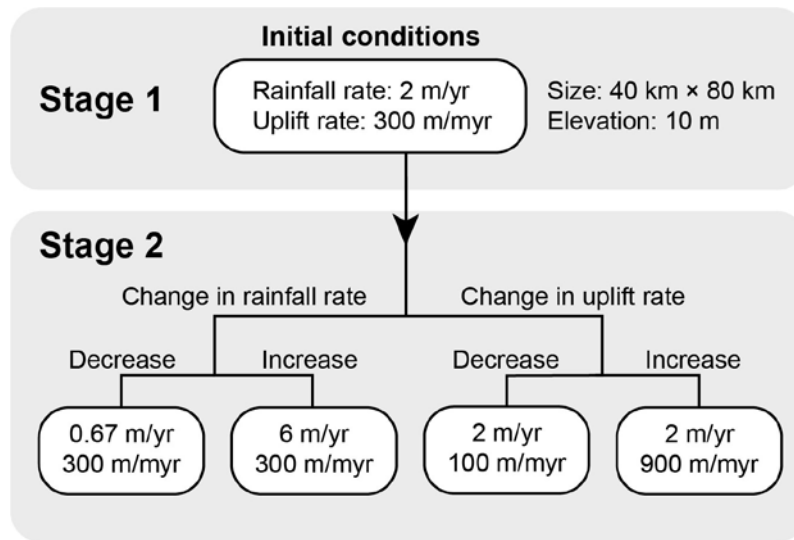 Initial conditions
Stage 1
Rainfall rate: 2 m/yr
Uplift rate: 300 m/myr
Size: 40 km × 80 km
Elevation: 10 m
Stage 2
Change in rainfall rate
Change in uplift rate
Decrease
Increase
Decrease
Increase
0.67 m/yr
300 m/myr
6 m/yr
300 m/myr
2 m/yr
100 m/myr
2 m/yr
900 m/myr